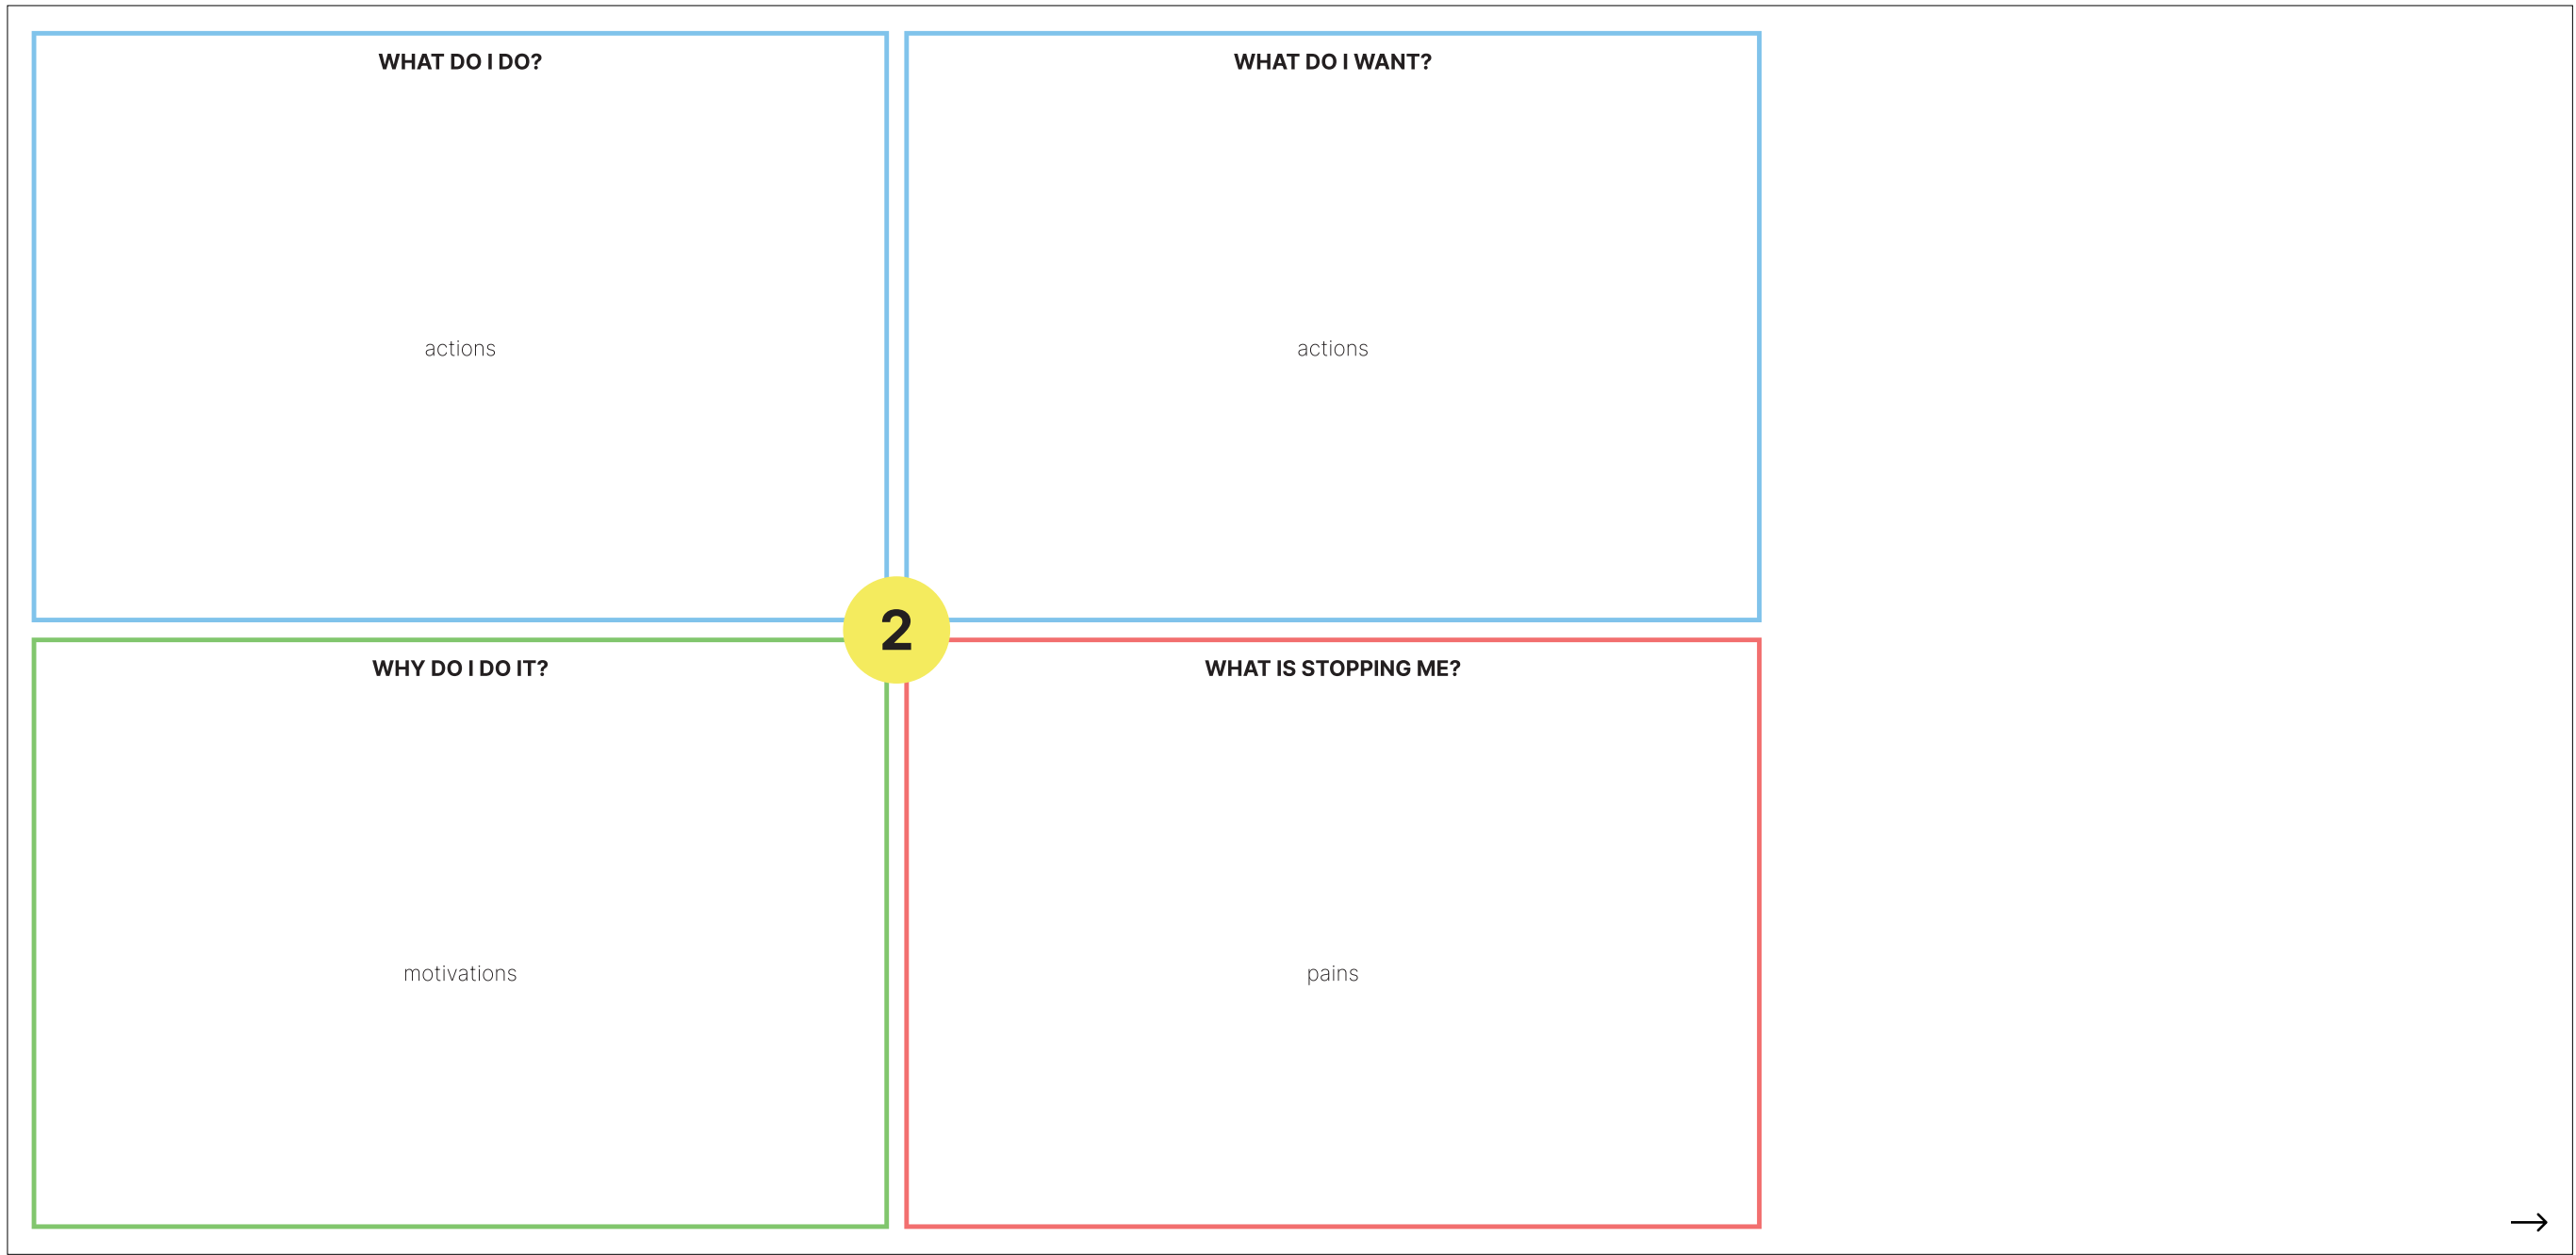 WHAT DO I DO?
actions
WHAT DO I WANT?
actions
2
WHY DO I DO IT?
motivations
WHAT IS STOPPING ME?
pains